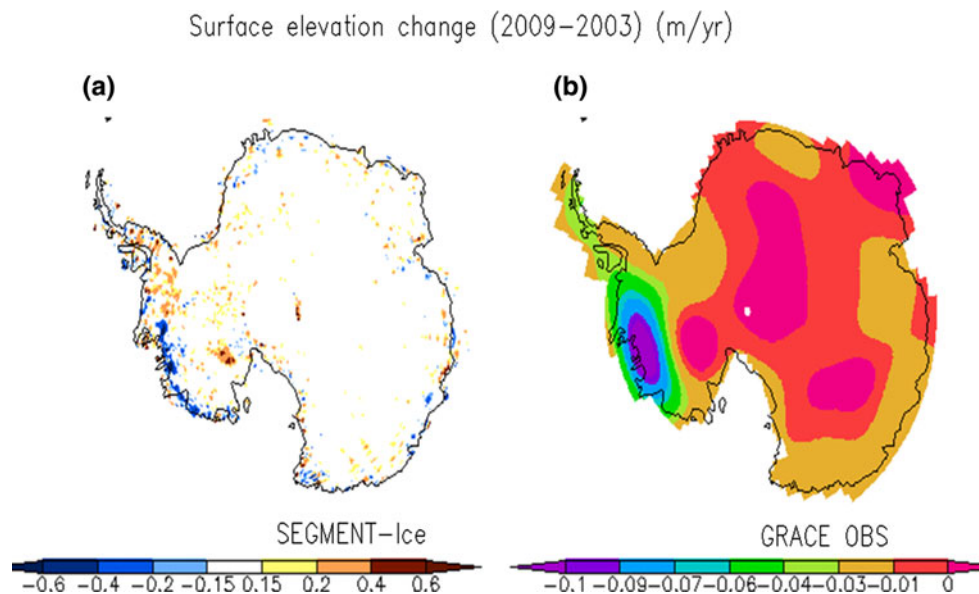 Surface elevation change (2009−2003) (m/yr)
(a) (b)
SEGMENT−Ice GRACE OBS
−0.6 −0.4 −0.2 −0.15 0.15 0.2 0.4 0.6 −0.1 −0.09 −0.07 −0.06 −0.04 −0.03 −0.01 0